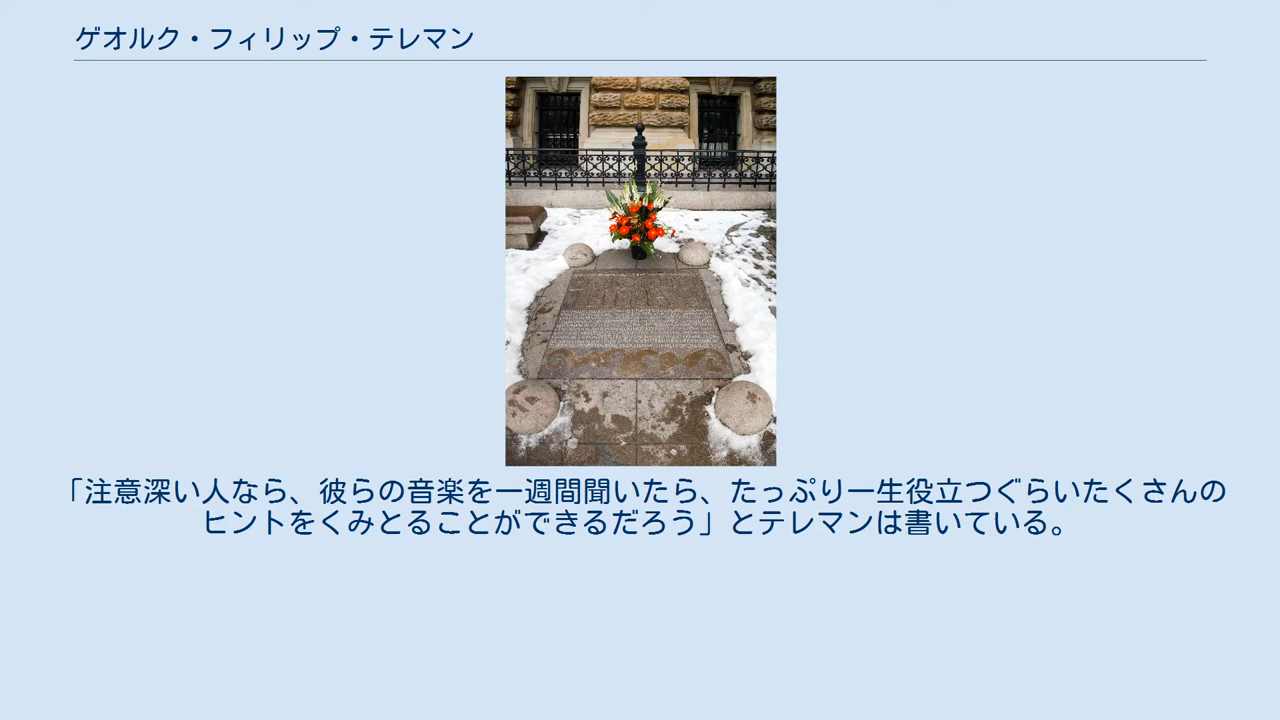 ゲオルク・フィリップ・テレマン
「注意深い人なら、彼らの音楽を一週間聞いたら、たっぷり一生役立つぐらいたくさんの
ヒントをくみとることができるだろう」とテレマンは書いている。